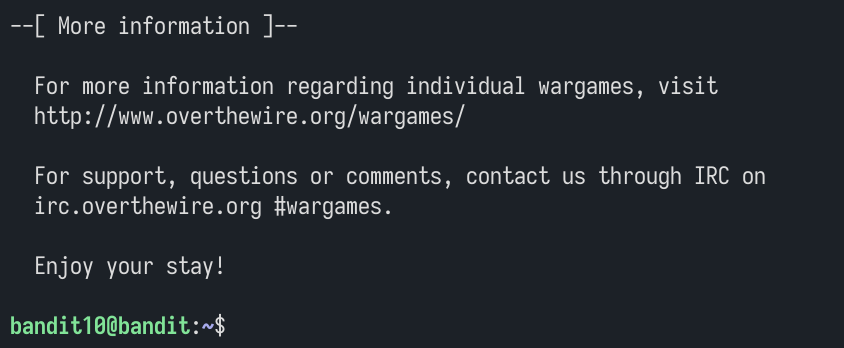 --[ More information ]--
For more information regarding individual wargames, visit
http://www.overthewire.org/wargames/
For support, questions or comments, contact us through IRC on
irc.overthewire.org #wargames.
Enjoy your stay!
bandit10@bandit:~$